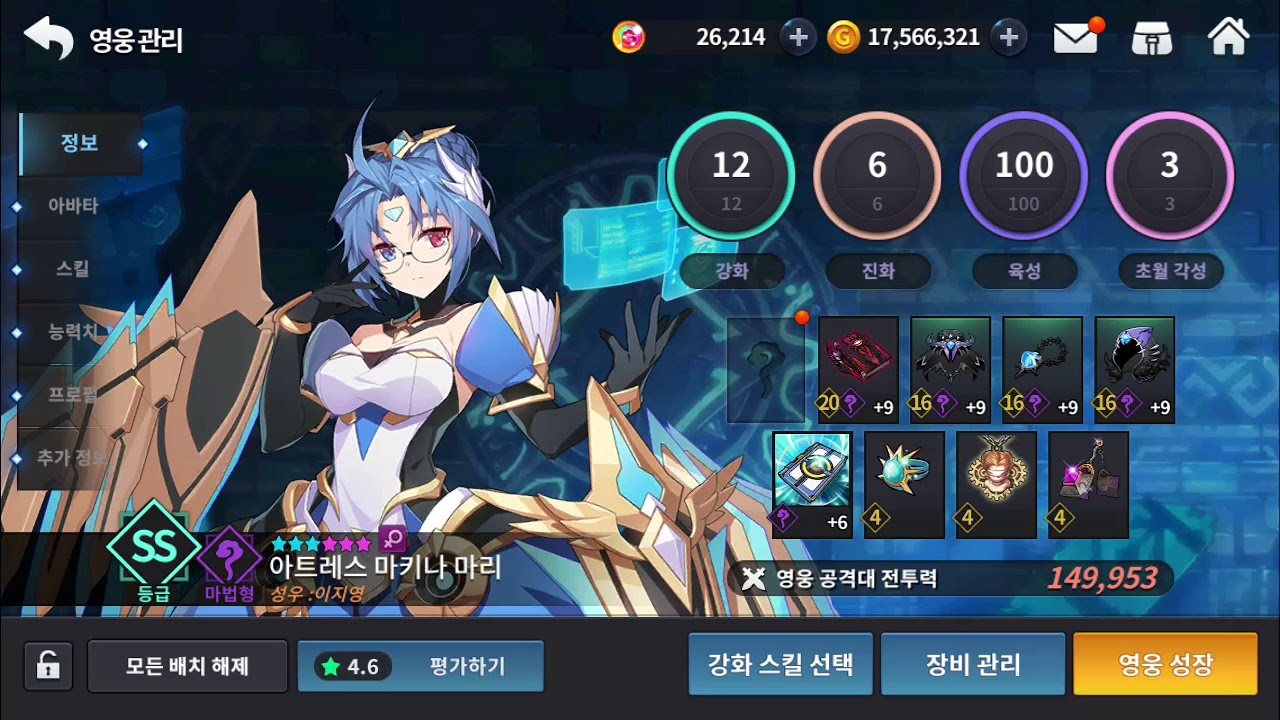 영웅관리
26,214
17,566,321
정보
아바타
스킬
능력치
프로필
추가 정보
12
12
강화
6
6
진화
100
100
육성
3
3
초월 각성
20 +9
16 +9
16 +9
16 +9
+6
4
4
4
SS
등급
마법형
아트레스 마키나 마리
성우 :이지영
영웅 공격대 전투력
149,953
모든 배치 해제
4.6
평가하기
강화 스킬 선택
장비 관리
영웅 성장